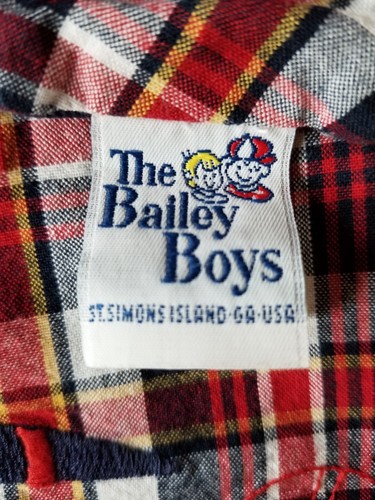 The
Bailey
Boys
ST.SIMONS ISLAND·GA·USA